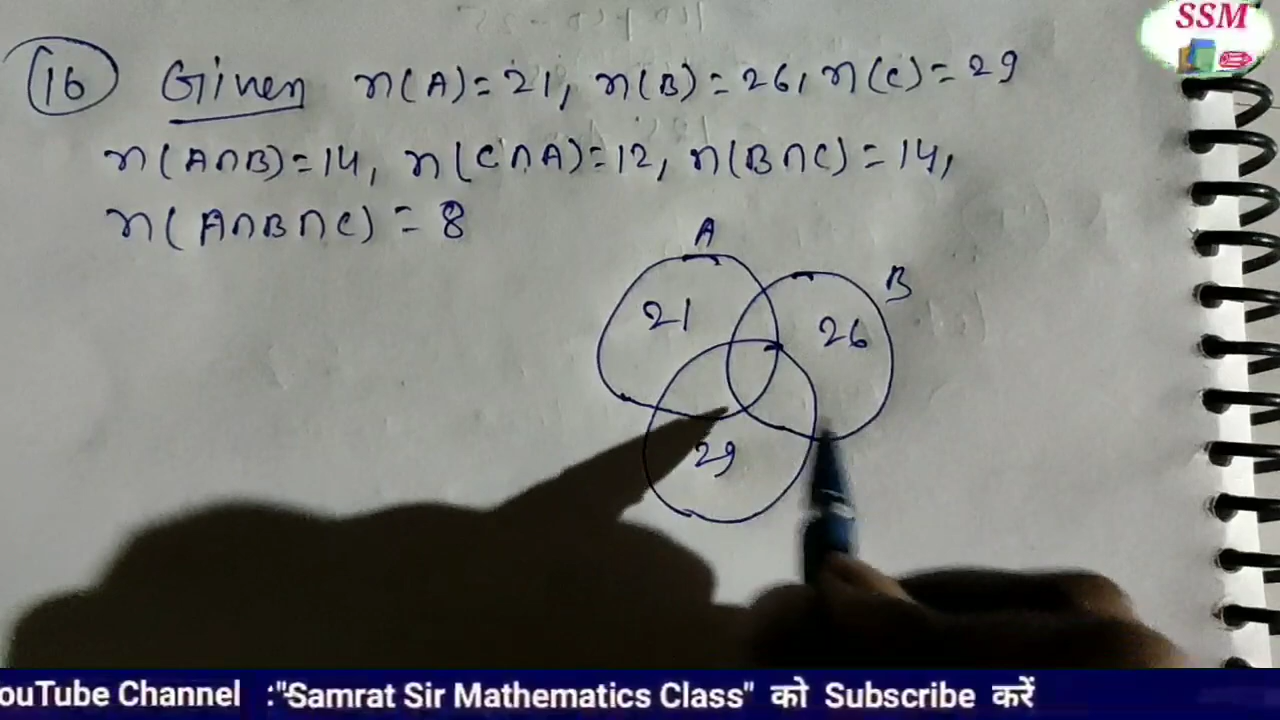 SSM
16 Given n(A)=21, n(B)=26, n(C)=29
n(A∩B)=14, n(C∩A)=12, n(B∩C)=14,
n(A∩B∩C)=8
A
B
21
26
29
ouTube Channel :"Samrat Sir Mathematics Class" को Subscribe करें